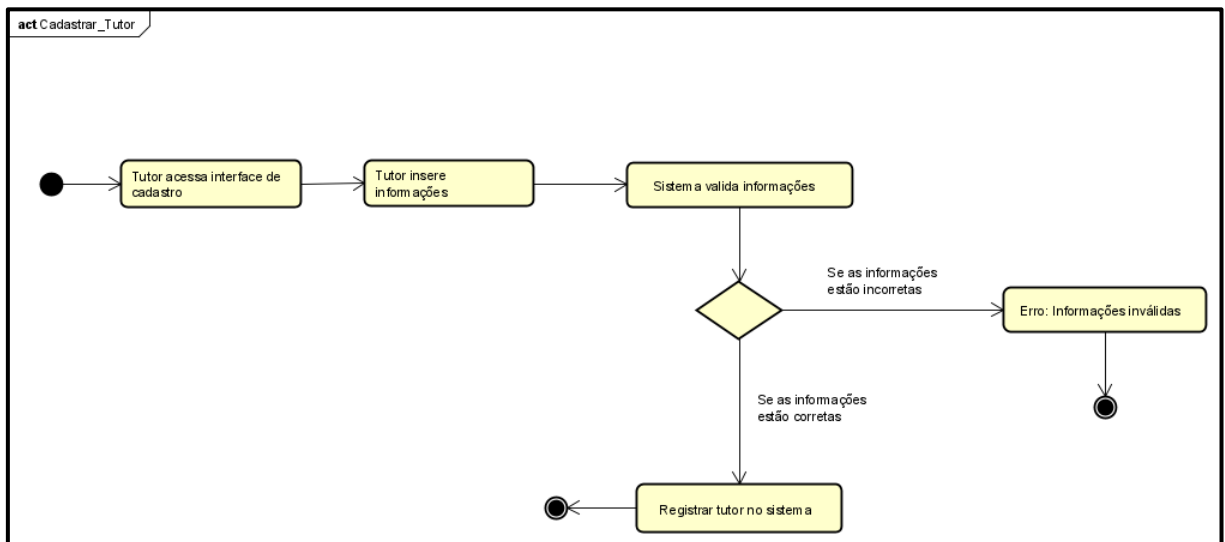 act Cadastrar_Tutor
Tutor acessa interface de
cadastro
Tutor insere
informações
Sistema valida informações
Se as informações
estão incorretas
Erro: Informações inválidas
Se as informações
estão corretas
Registrar tutor no sistema